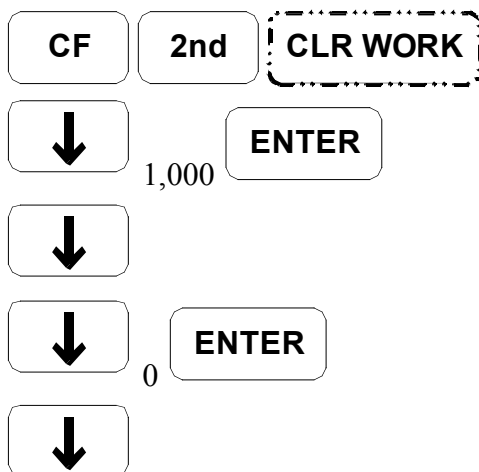 CF 2nd CLR WORK
↓ 1,000 ENTER
↓
↓ 0 ENTER
↓